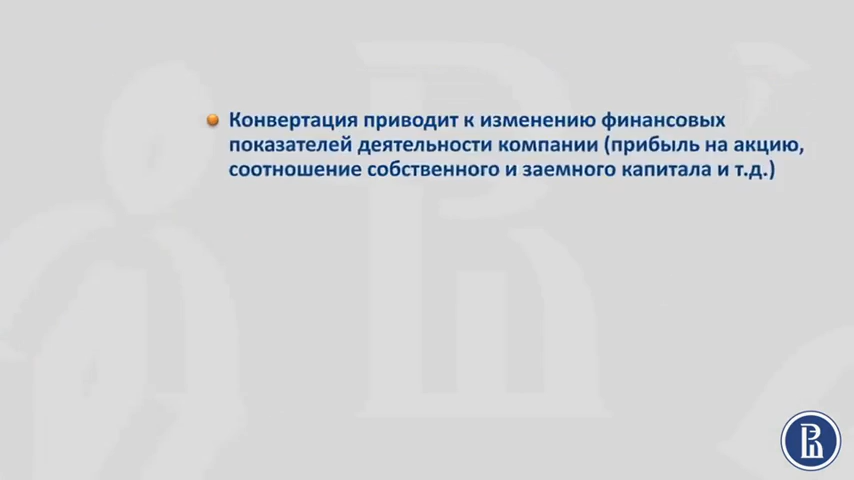 Конвертация приводит к изменению финансовых
показателей деятельности компании (прибыль на акцию,
соотношение собственного и заемного капитала и т.д.)